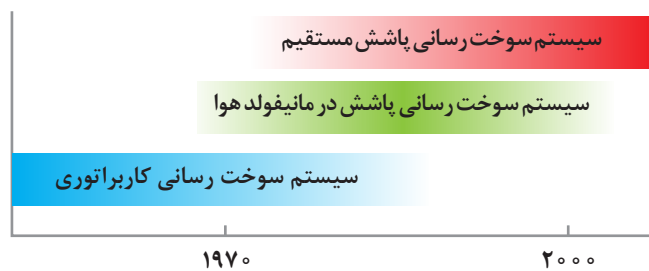 سیستم سوخت رسانی پاشش مستقیم
سیستم سوخت رسانی پاشش در مانیفولد هوا
سیستم سوخت رسانی کاربراتوری
۱۹۷۰
۲۰۰۰